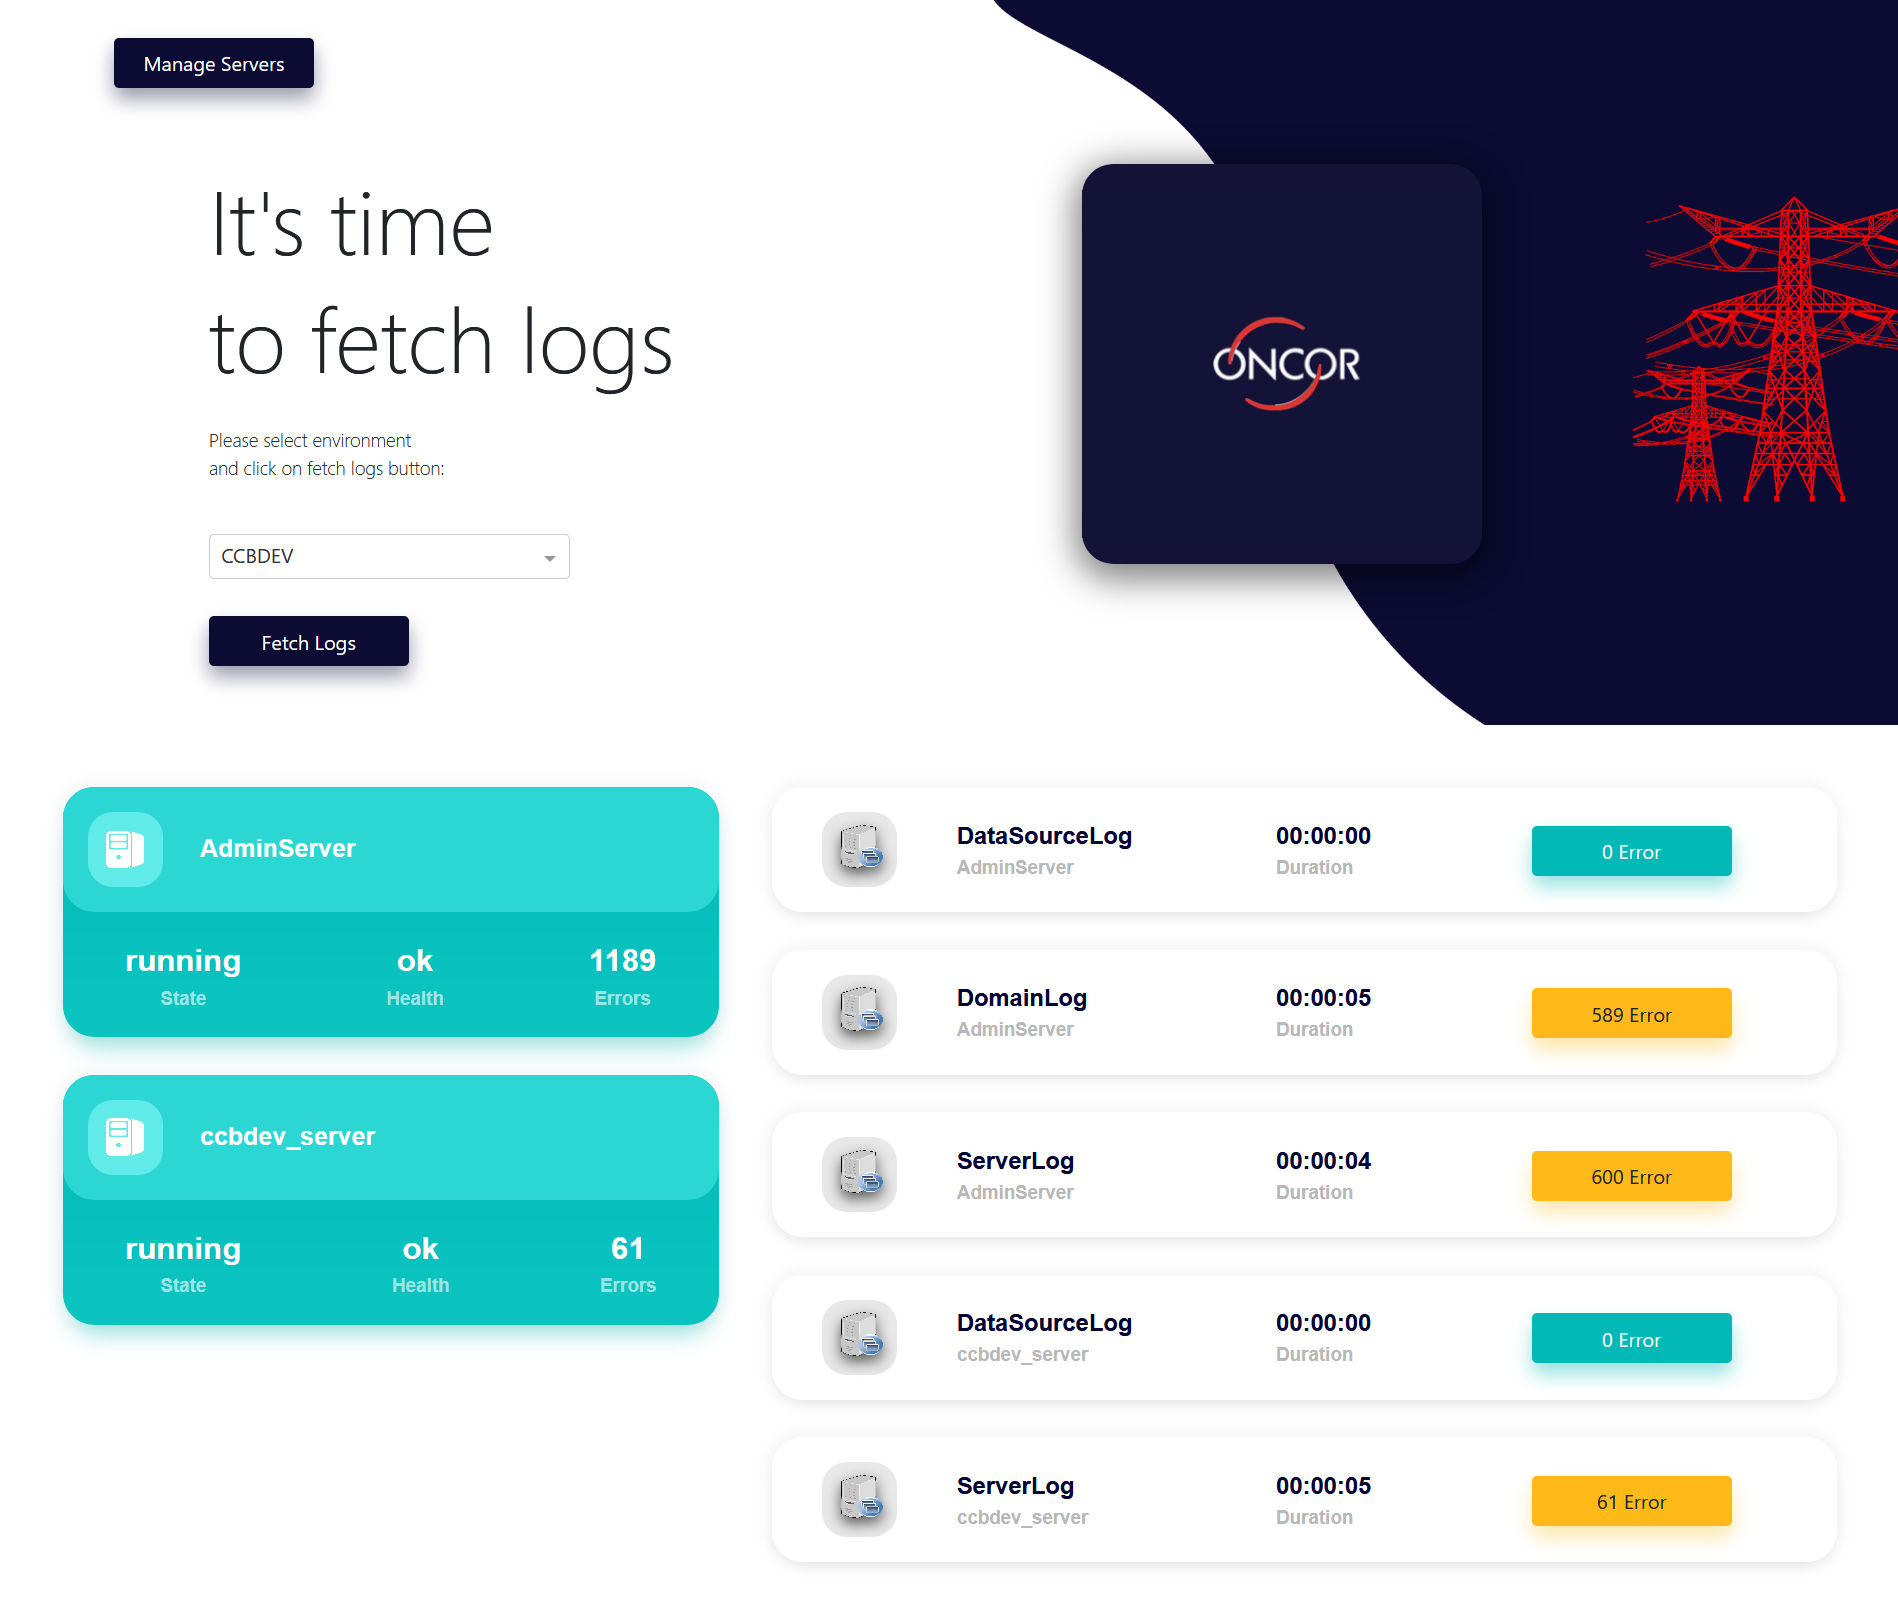 Manage Servers
It's time
to fetch logs
Please select environment
and click on fetch logs button:
CCBDEV
Fetch Logs
ONCOR
AdminServer
running
ok
1189
State
Health
Errors
ccbdev_server
running
ok
61
State
Health
Errors
DataSourceLog
AdminServer
00:00:00
Duration
0 Error
DomainLog
AdminServer
00:00:05
Duration
589 Error
ServerLog
AdminServer
00:00:04
Duration
600 Error
DataSourceLog
ccbdev_server
00:00:00
Duration
0 Error
ServerLog
ccbdev_server
00:00:05
Duration
61 Error